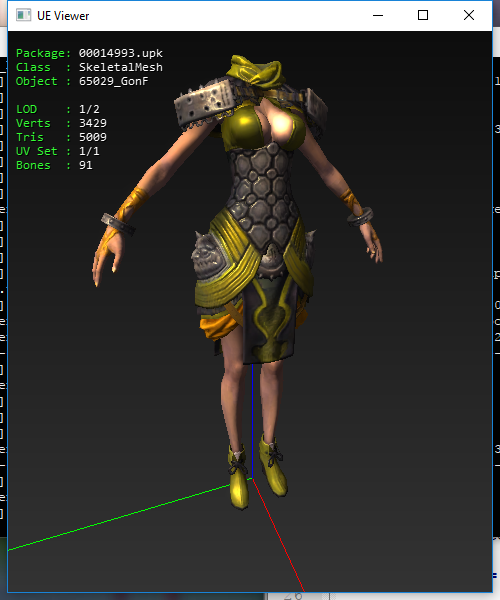 UE Viewer
Package: 00014993.upk
Class  : SkeletalMesh
Object : 65029_GonF
LOD    : 1/2
Verts  : 3429
Tris   : 5009
UV Set : 1/1
Bones  : 91